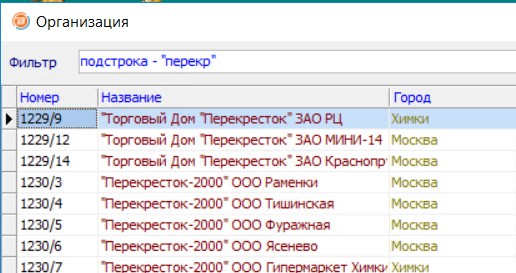 Организация
Фильтр подстрока - "перекр"
Номер Название Город
1229/9 "Торговый Дом "Перекресток" ЗАО РЦ Химки
1229/12 "Торговый Дом "Перекресток" ЗАО МИНИ-14 Москва
1229/14 "Торговый Дом "Перекресток" ЗАО Краснопр Москва
1230/3 "Перекресток-2000" ООО Раменки Москва
1230/4 "Перекресток-2000" ООО Тишинская Москва
1230/5 "Перекресток-2000" ООО Фуражная Москва
1230/6 "Перекресток-2000" ООО Ясенево Москва
1230/7 "Перекресток-2000" ООО Гипермаркет Химки Химки